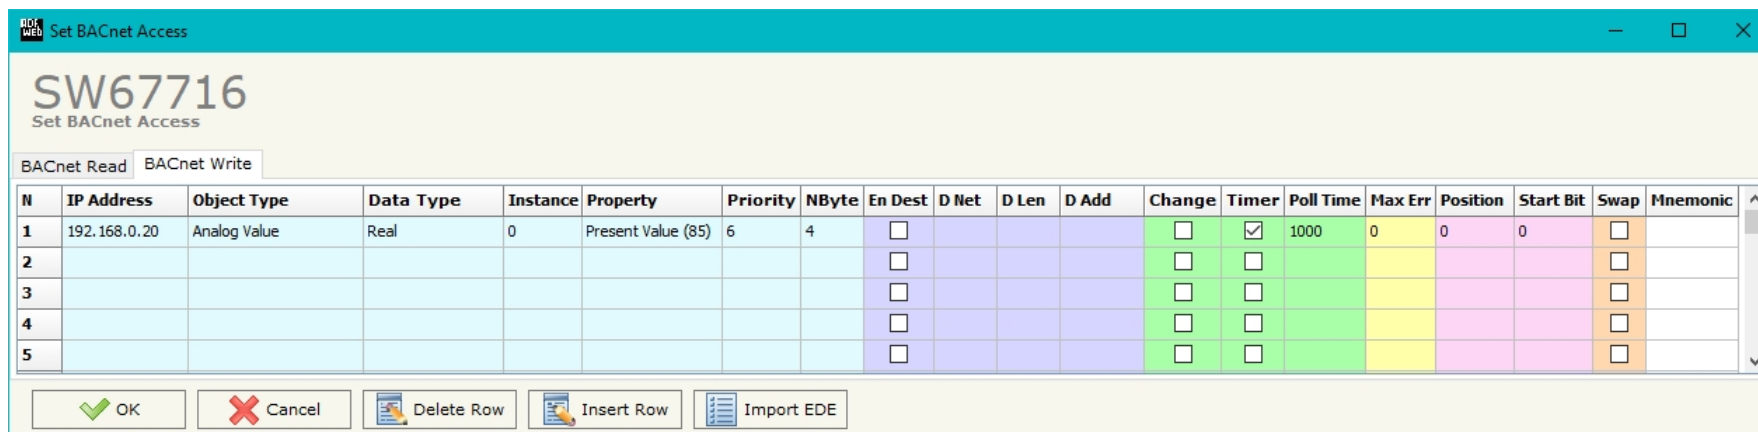 ADF WEB Set BACnet Access
SW67716
Set BACnet Access
BACnet Read BACnet Write
N IP Address Object Type Data Type Instance Property Priority NByte En Dest D Net D Len D Add Change Timer Poll Time Max Err Position Start Bit Swap Mnemonic
1 192.168.0.20 Analog Value Real 0 Present Value (85) 6 4 1000 0 0 0
2
3
4
5
OK Cancel Delete Row Insert Row Import EDE